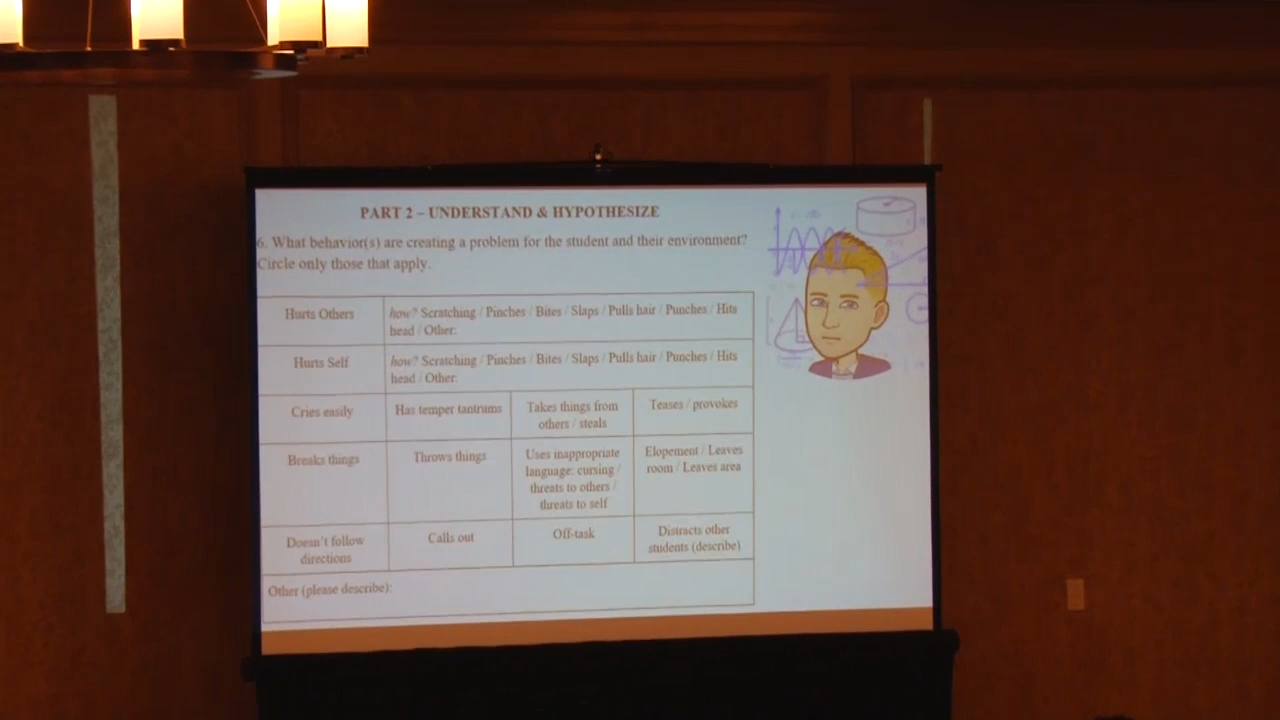 PART 2 – UNDERSTAND & HYPOTHESIZE
6. What behavior(s) are creating a problem for the student and their environment?
Circle only those that apply.
Hurts Others
how? Scratching / Pinches / Bites / Slaps / Pulls hair / Punches / Hits
head / Other:
Hurts Self
how? Scratching / Pinches / Bites / Slaps / Pulls hair / Punches / Hits
head / Other:
Cries easily
Has temper tantrums
Takes things from
others / steals
Teases / provokes
Breaks things
Throws things
Uses inappropriate
language: cursing /
threats to others /
threats to self
Elopement / Leaves
room / Leaves area
Doesn't follow
directions
Calls out
Off-task
Distracts other
students (describe)
Other (please describe):